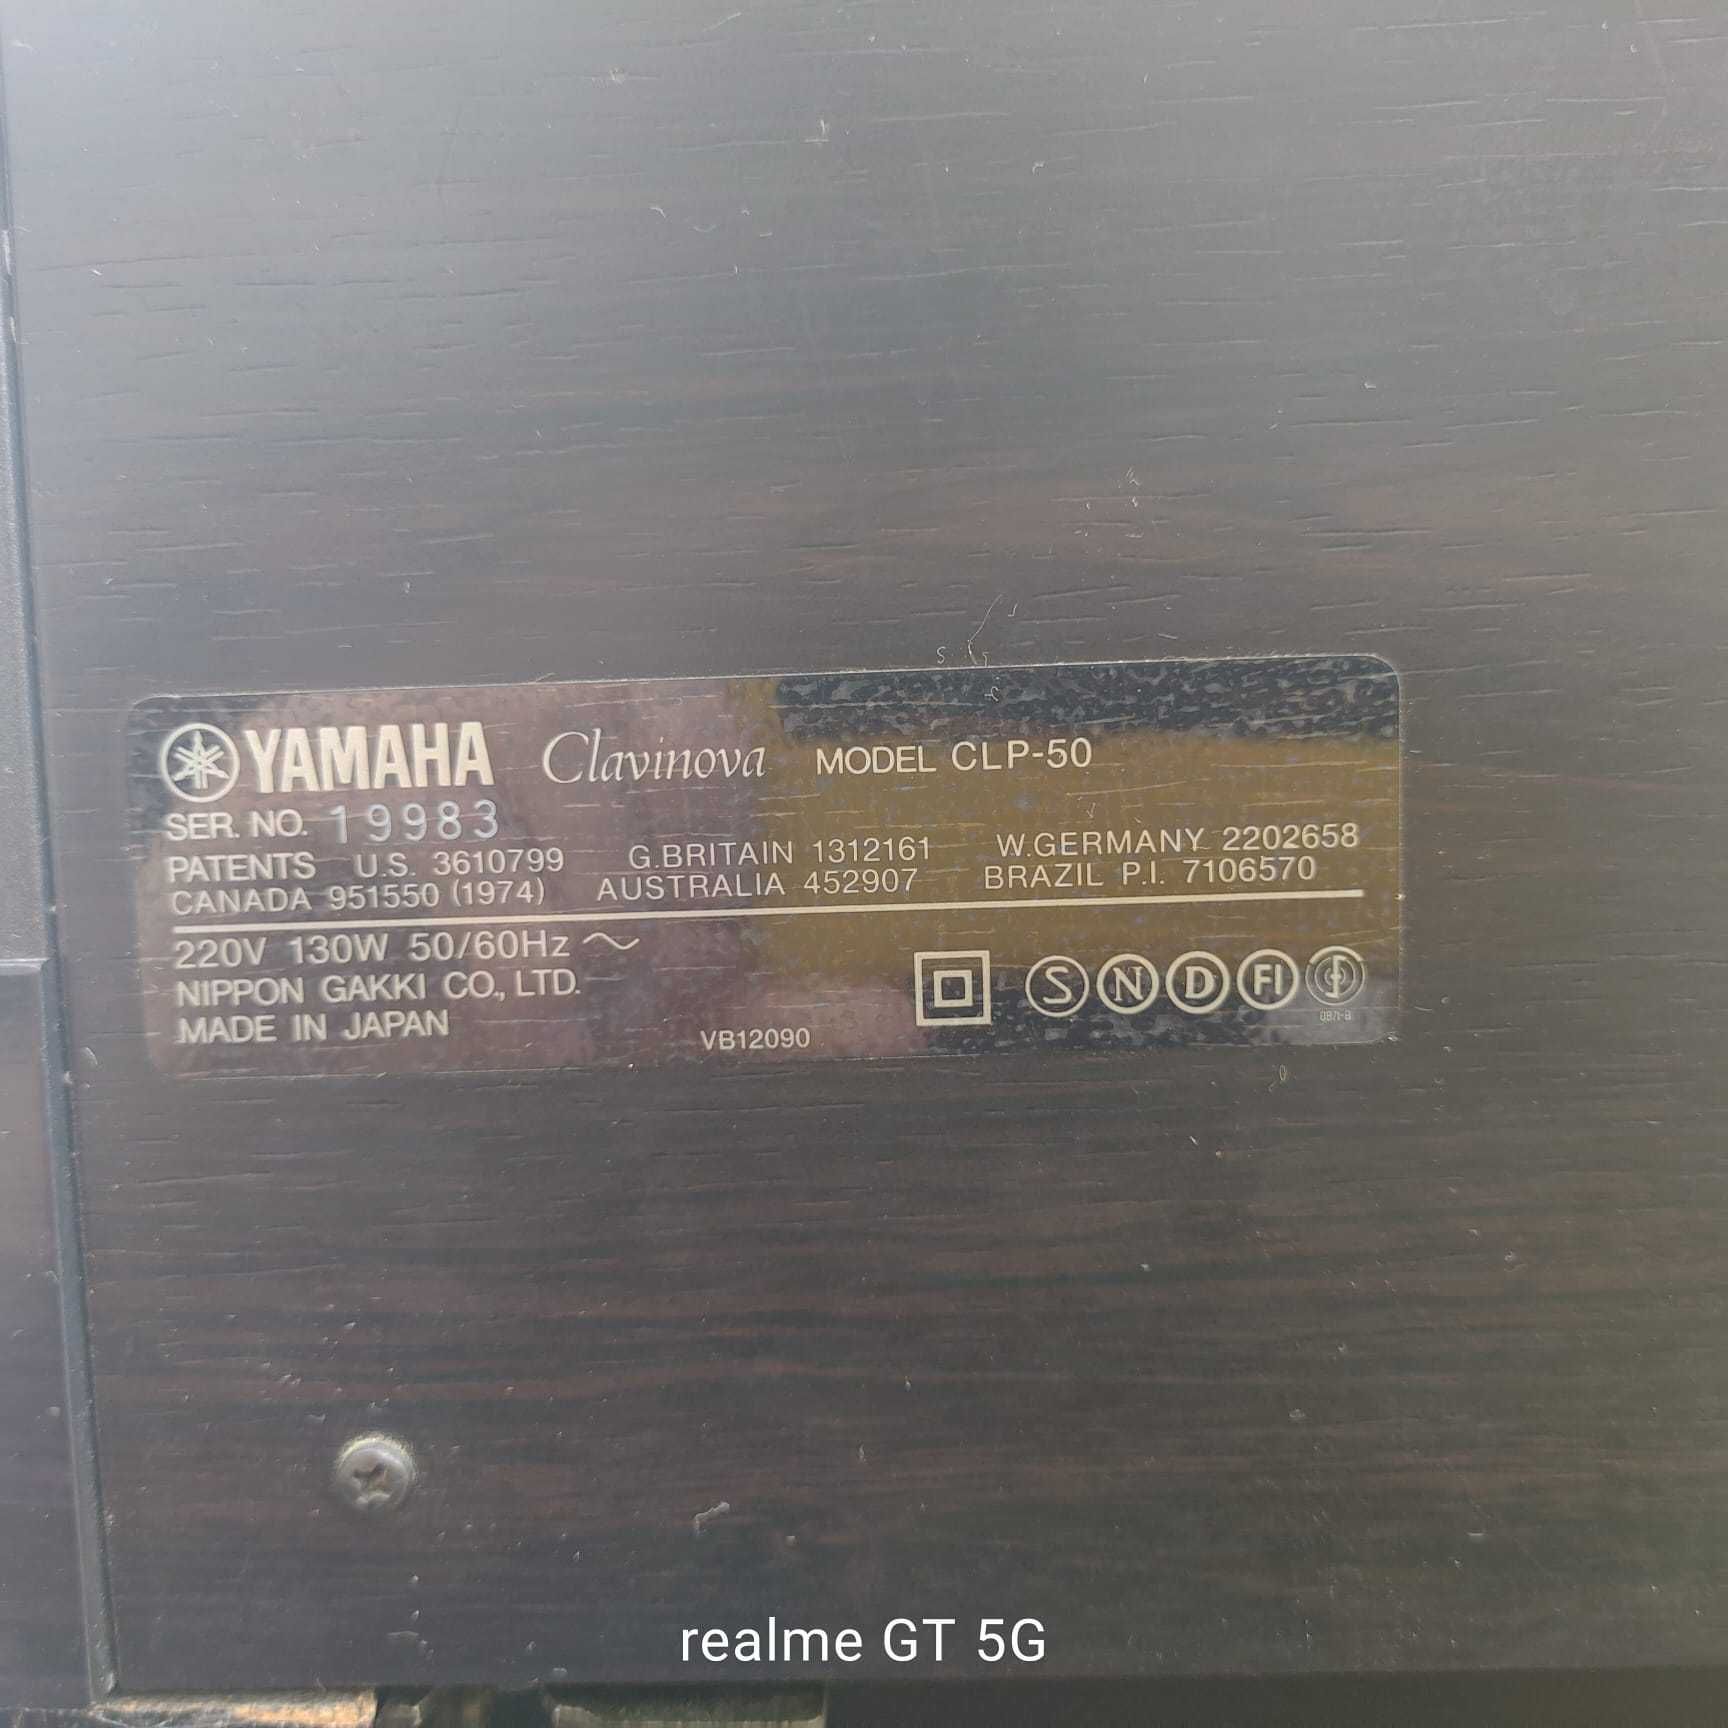 YAMAHA Clavinova MODEL CLP-50
SER. NO. 19983
PATENTS U.S. 3610799 G.BRITAIN 1312161 W.GERMANY 2202658
CANADA 951550 (1974) AUSTRALIA 452907 BRAZIL P.I. 7106570
220V 130W 50/60Hz ~
NIPPON GAKKI CO., LTD.
MADE IN JAPAN
VB12090
S N D FI
realme GT 5G